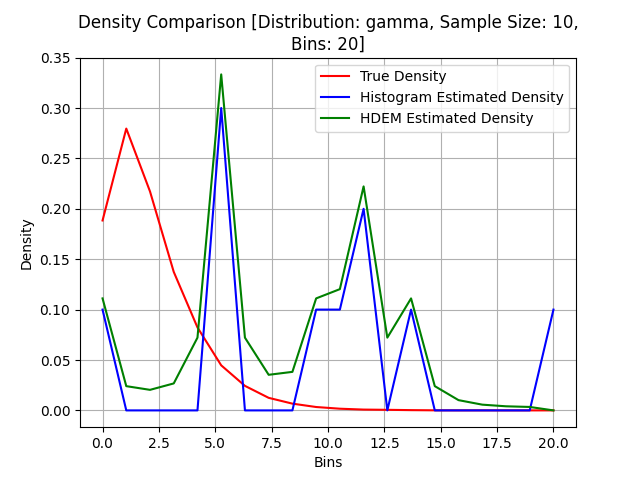 Density Comparison [Distribution: gamma, Sample Size: 10,
Bins: 20]
True Density
Histogram Estimated Density
HDEM Estimated Density
Density
0.35
0.30
0.25
0.20
0.15
0.10
0.05
0.00
0.0 2.5 5.0 7.5 10.0 12.5 15.0 17.5 20.0
Bins